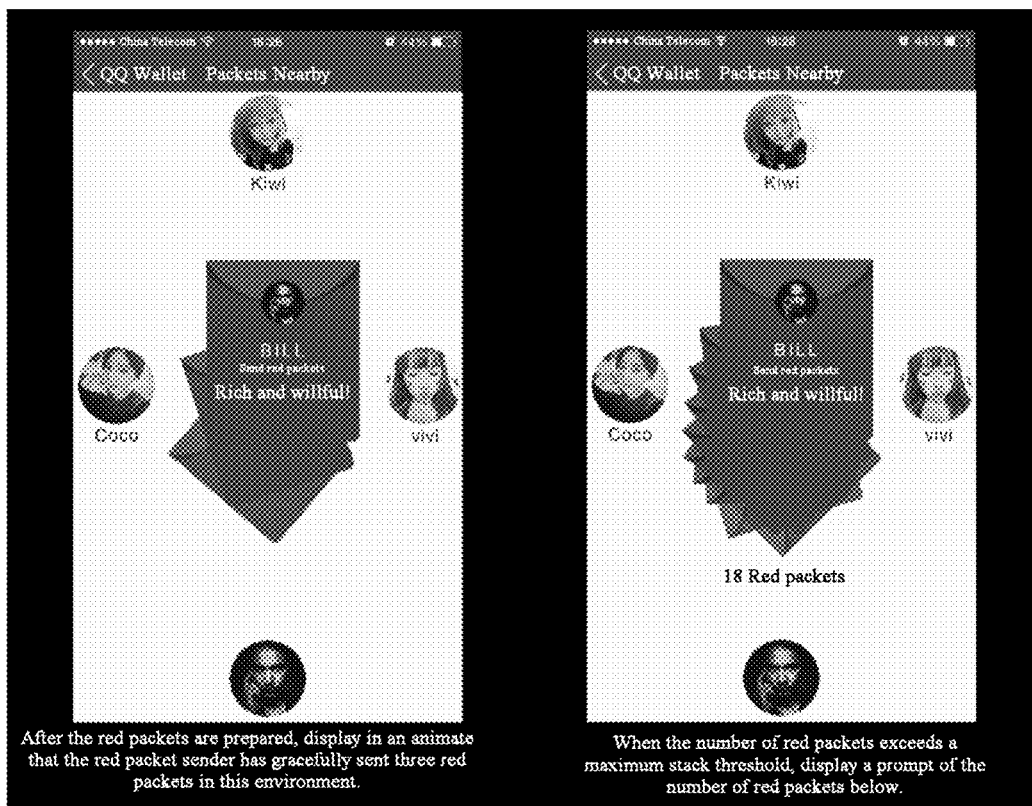 China Telecom
QQ Wallet Packets Nearby
Kiwi
BILL
Send red packets
Rich and willful!
Coco
vivi
After the red packets are prepared, display in an animate
that the red packet sender has gracefully sent three red
packets in this environment.
China Telecom
QQ Wallet Packets Nearby
Kiwi
BILL
Send red packets
Rich and willful!
Coco
vivi
18 Red packets
When the number of red packets exceeds a
maximum stack threshold, display a prompt of the
number of red packets below.